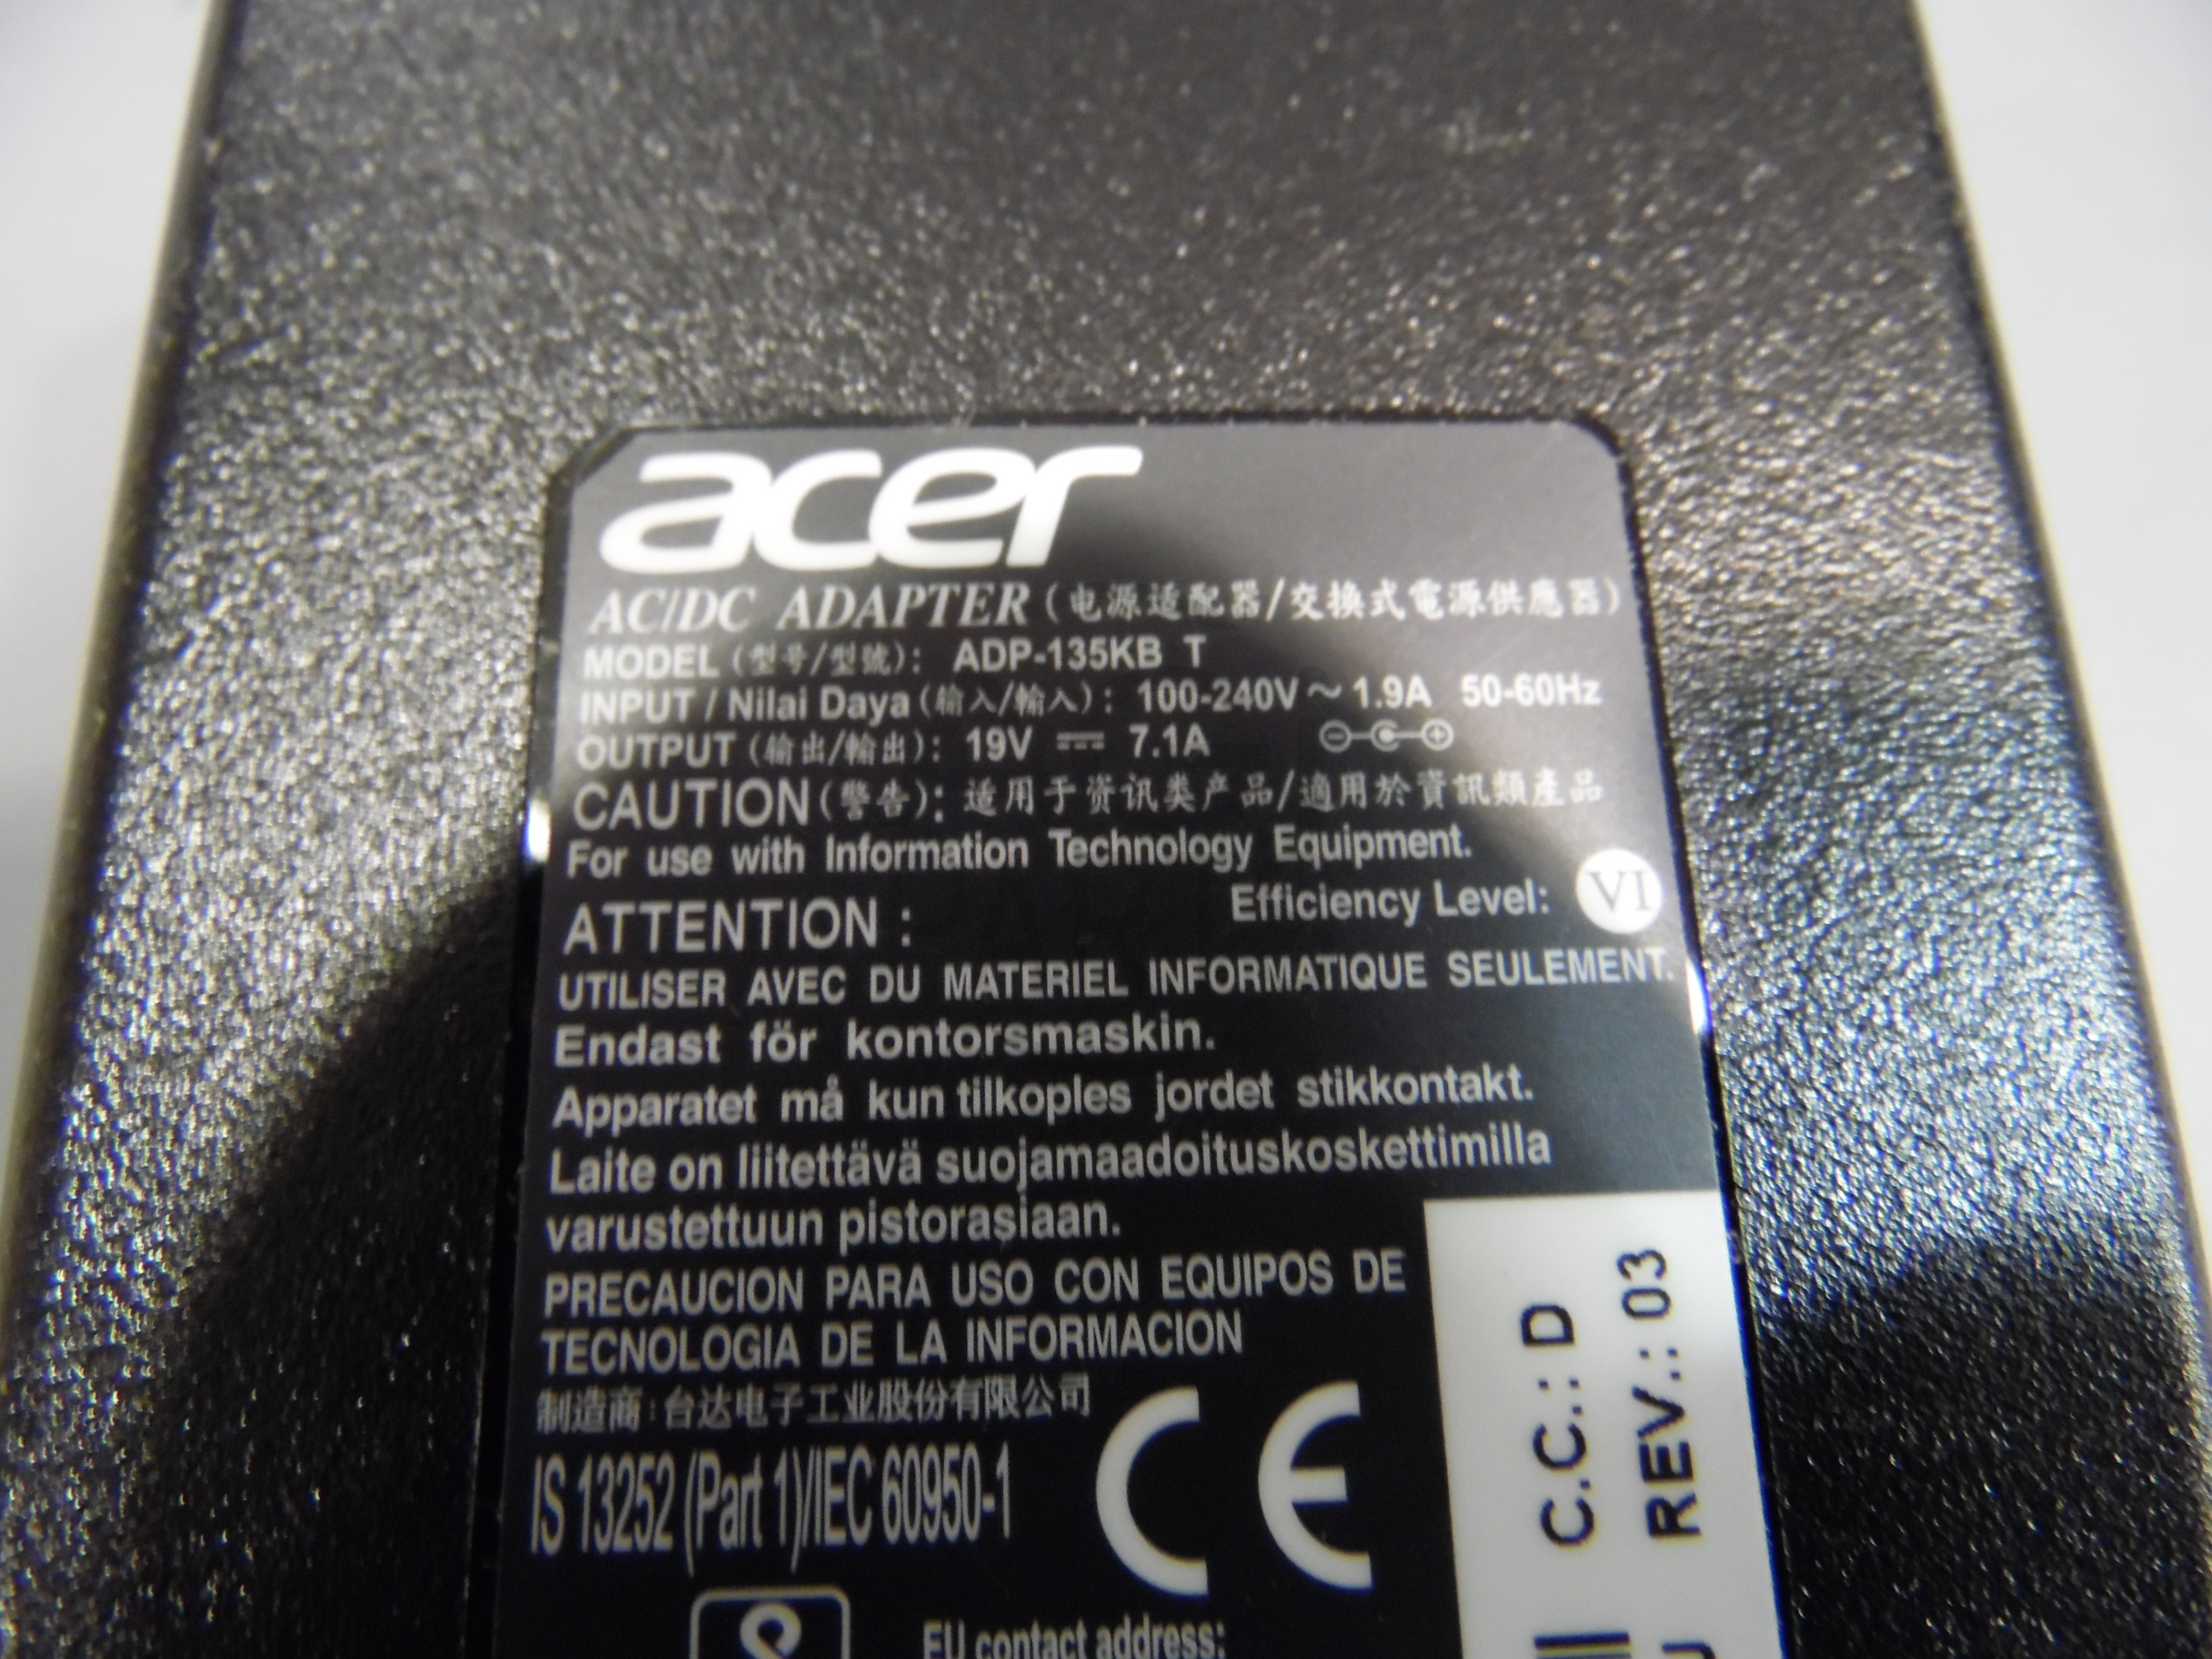 acer
AC/DC ADAPTER (电源适配器/交換式電源供應器)
MODEL (型号/型號): ADP-135KB T
INPUT / Nilai Daya (输入/輸入): 100-240V ~ 1.9A 50-60Hz
OUTPUT (输出/輸出): 19V ⎓ 7.1A
CAUTION (警告): 适用于资讯类产品/適用於資訊類產品
For use with Information Technology Equipment.
Efficiency Level: VI
ATTENTION :
UTILISER AVEC DU MATERIEL INFORMATIQUE SEULEMENT.
Endast för kontorsmaskin.
Apparatet må kun tilkoples jordet stikkontakt.
Laite on liitettävä suojamaadoituskoskettimilla
varustettuun pistorasiaan.
PRECAUCION PARA USO CON EQUIPOS DE
TECNOLOGIA DE LA INFORMACION
制造商:台达电子工业股份有限公司
IS 13252 (Part 1)/IEC 60950-1
CE
EU contact address:
C.C.: D
REV.: 03